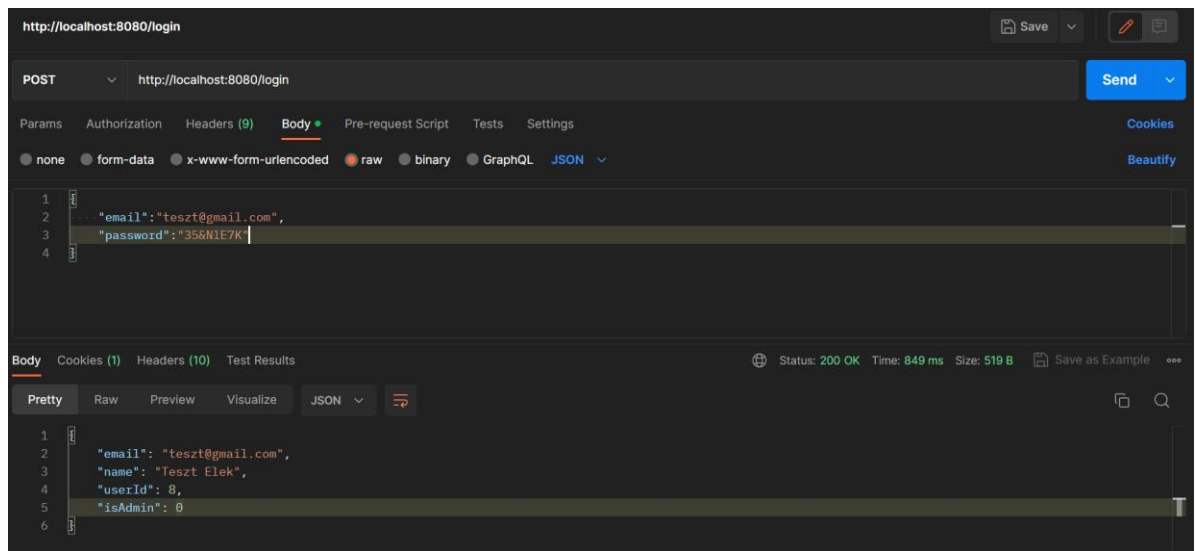 http://localhost:8080/login Save
POST http://localhost:8080/login Send
Params Authorization Headers (9) Body Pre-request Script Tests Settings Cookies
none form-data x-www-form-urlencoded raw binary GraphQL JSON Beautify
1 {
2 ····"email":"teszt@gmail.com",
3 "password":"35&N1E7K"
4 }
Body Cookies (1) Headers (10) Test Results Status: 200 OK Time: 849 ms Size: 519 B Save as Example
Pretty Raw Preview Visualize JSON
1 {
2 "email": "teszt@gmail.com",
3 "name": "Teszt Elek",
4 "userId": 8,
5 "isAdmin": 0
6 }